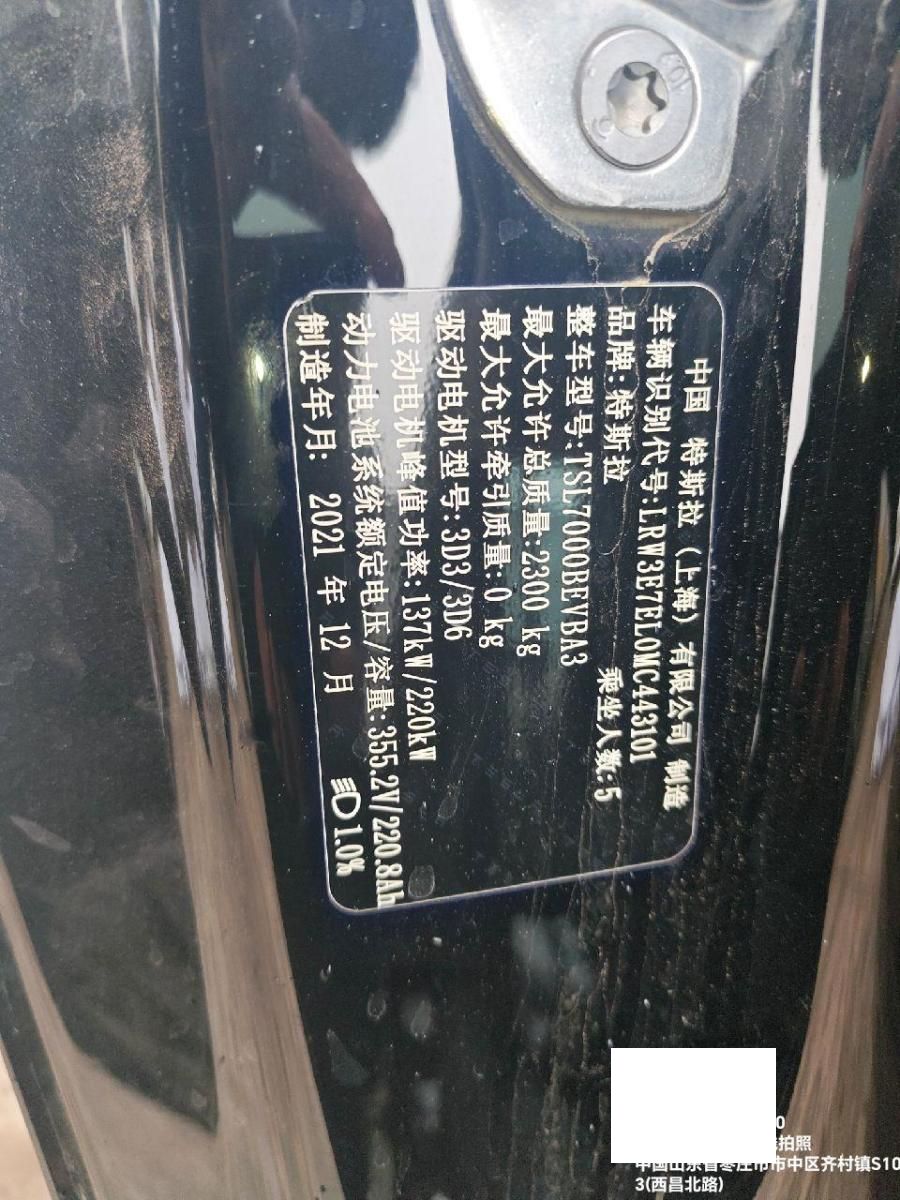 中国 特斯拉(上海)有限公司 制造
车辆识别代号:LRW3E7EL0MC443101
品牌:特斯拉 乘坐人数:5
整车型号:TSL7000BEVBA3
最大允许总质量:2300 kg
最大允许牵引质量:0 kg
驱动电机型号:3D3/3D6
驱动电机峰值功率:137kW/220kW
动力电池系统额定电压/容量:355.2V/220.8Ah
制造年月: 2021 年 12 月 1.0%
0
拍照
中国山东省枣庄市市中区齐村镇S10
3(西昌北路)